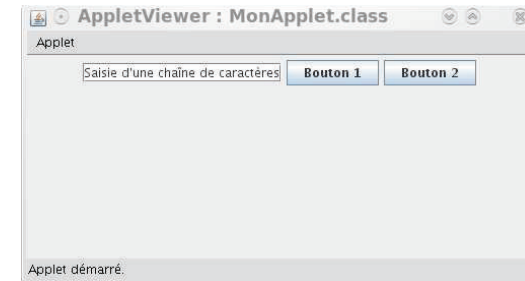 AppletViewer : MonApplet.class
Applet
Saisie d'une chaîne de caractères Bouton 1 Bouton 2
Applet démarré.